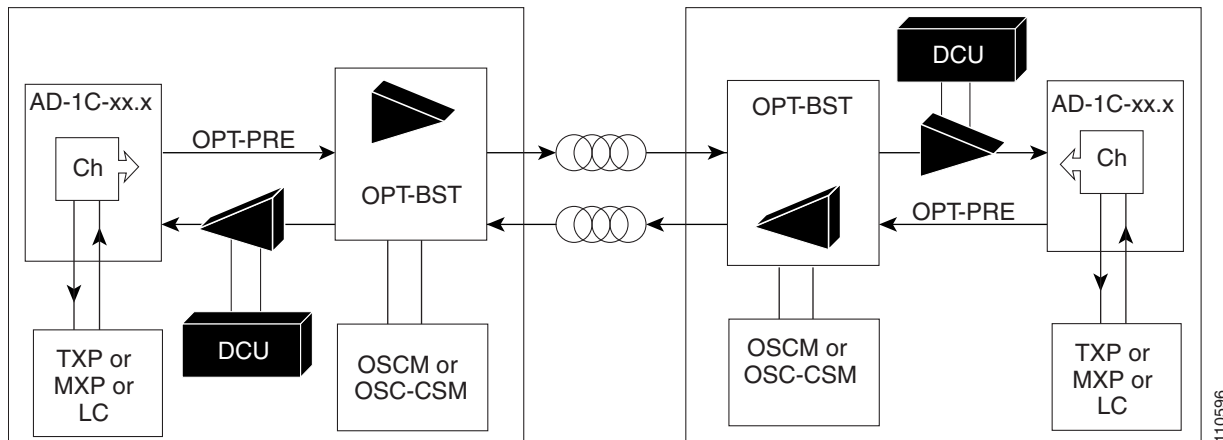 AD-1C-xx.x
Ch
OPT-PRE
OPT-BST
TXP or
MXP or
LC
DCU
OSCM or
OSC-CSM
DCU
OPT-BST
AD-1C-xx.x
Ch
OPT-PRE
OSCM or
OSC-CSM
TXP or
MXP or
LC
110596